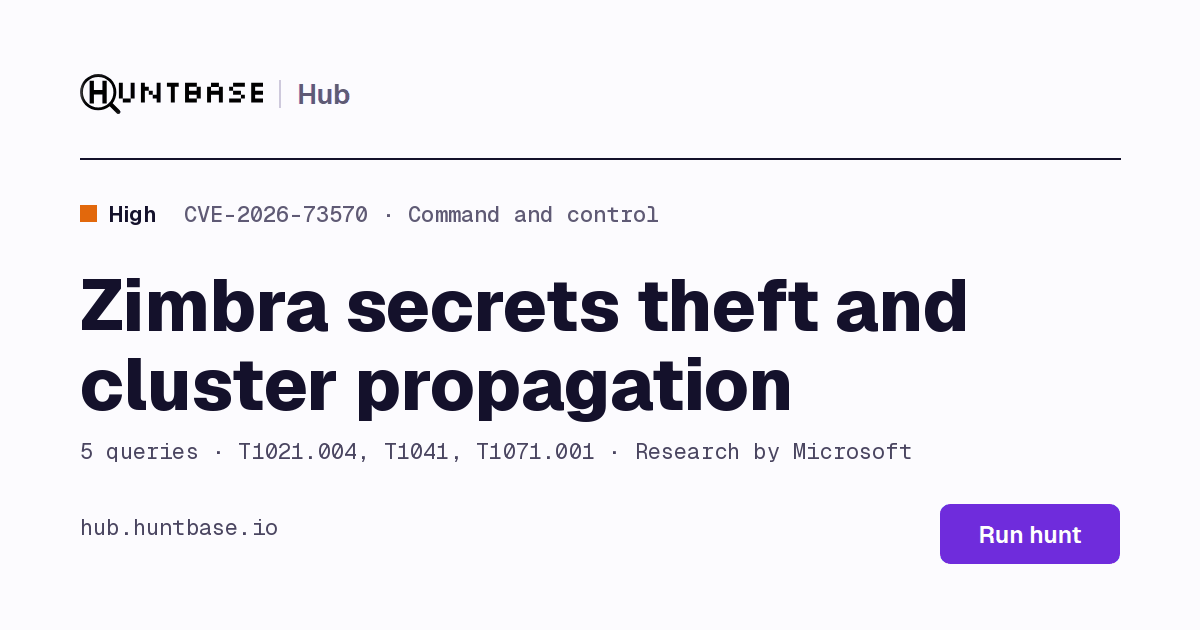 HUNTBASE | Hub
High CVE-2026-73570 · Command and control
Zimbra secrets theft and
cluster propagation
5 queries · T1021.004, T1041, T1071.001 · Research by Microsoft
hub.huntbase.io
Run hunt